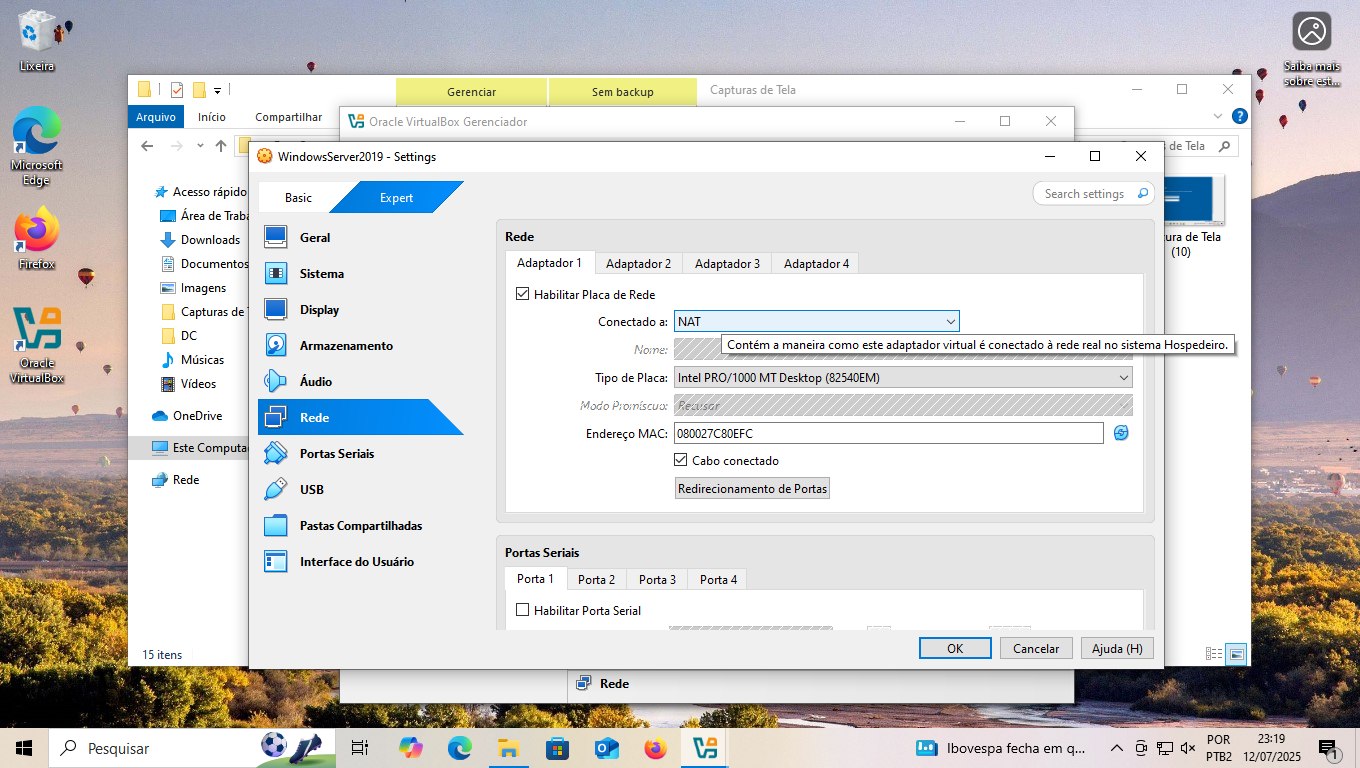 Lixeira
Microsoft
Edge
Firefox
Oracle
VirtualBox
Saiba mais
sobre est...
Gerenciar
Sem backup
Capturas de Tela
Arquivo
Início
Compartilhar
Oracle VirtualBox Gerenciador
s de Tela
Acesso rápido
Área de Traba
Downloads
Documentos
Imagens
Capturas de
DC
Músicas
Vídeos
OneDrive
Este Computa
Rede
15 itens
ura de Tela
(10)
WindowsServer2019 - Settings
Basic
Expert
Search settings
Geral
Sistema
Display
Armazenamento
Áudio
Rede
Portas Seriais
USB
Pastas Compartilhadas
Interface do Usuário
Rede
Adaptador 1
Adaptador 2
Adaptador 3
Adaptador 4
Habilitar Placa de Rede
Conectado a:
NAT
Contém a maneira como este adaptador virtual é conectado à rede real no sistema Hospedeiro.
Nome:
Tipo de Placa:
Intel PRO/1000 MT Desktop (82540EM)
Modo Promíscuo:
Recusar
Endereço MAC:
080027C80EFC
Cabo conectado
Redirecionamento de Portas
Portas Seriais
Porta 1
Porta 2
Porta 3
Porta 4
Habilitar Porta Serial
OK
Cancelar
Ajuda (H)
Rede
Pesquisar
Ibovespa fecha em q...
POR
PTB2
23:19
12/07/2025
1